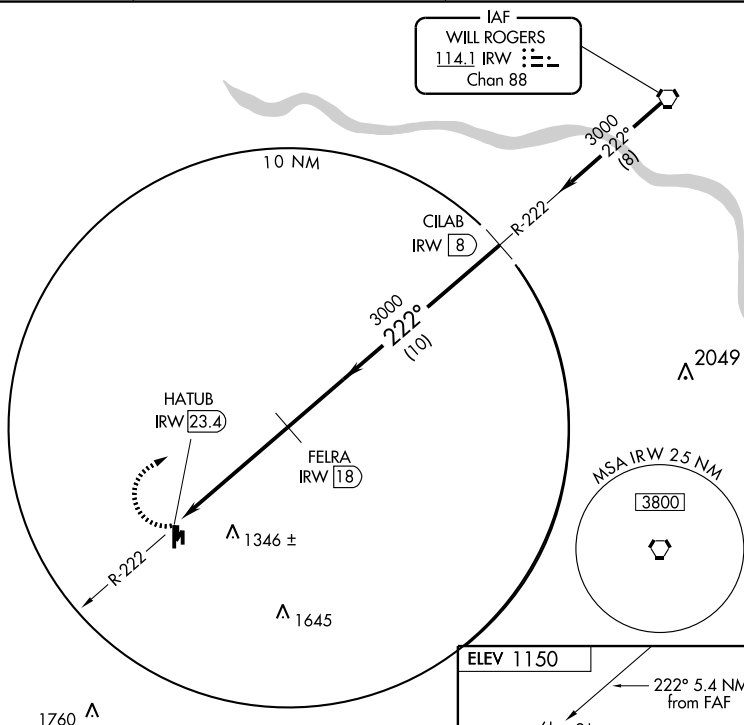 IAF
WILL ROGERS
114.1 IRW
Chan 88
3000
222°
(8)
10 NM
R-222
CILAB
IRW 8
3000
222°
(10)
2049
HATUB
IRW 23.4
FELRA
IRW 18
MSA IRW 25 NM
3800
1346 ±
R-222
1645
ELEV 1150
222° 5.4 NM
from FAF
1760